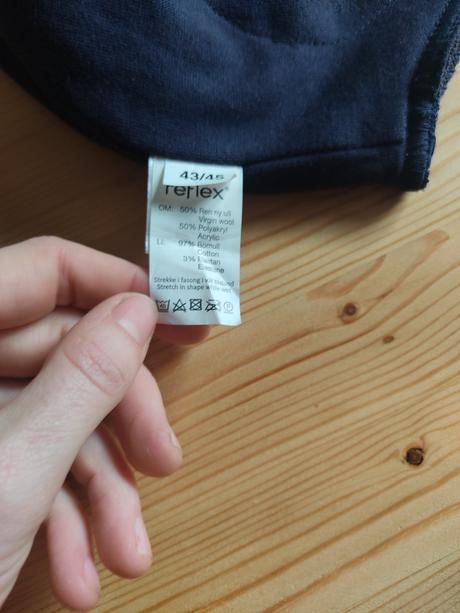 43/45
reflex®
OM: 50% Ren ny ull
Virgin wool
50% Polyakryl
Acrylic
LI: 97% Bomull
Cotton
3% Elastan
Elastane
Strekke i fasong i våt tilstand
Stretch in shape while wet